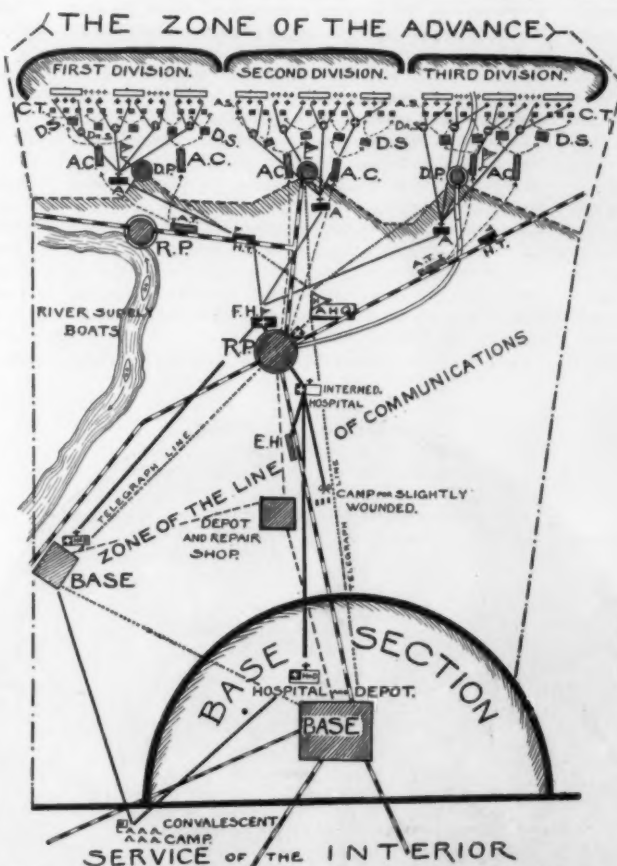 THE ZONE OF THE ADVANCE
FIRST DIVISION. SECOND DIVISION. THIRD DIVISION.
A.S. A.S.
C.T. C.T.
D.S. D.S. D.S. D.S. D.S.
A.C. D.P. A.C. A.C. A.C. D.P. A.C.
A A A
A.T. H.T. A.T. H.T.
R.P.
RIVER SUPPLY
BOATS
F.H. A H Q
R.P.
INTERMED.
HOSPITAL
E.H.
ZONE OF THE LINE OF COMMUNICATIONS
TELEGRAPH LINE
TELEGRAPH LINE
CAMP FOR SLIGHTLY
WOUNDED.
DEPOT
AND REPAIR
SHOP.
BASE
BASE SECTION
HOSPITAL AND DEPOT.
BASE
CONVALESCENT
CAMP.
SERVICE OF THE INTERIOR